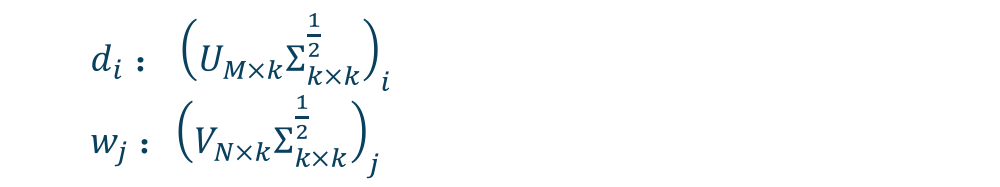 d_i : (U_{M×k} Σ_{k×k}^{1/2})_i
w_j : (V_{N×k} Σ_{k×k}^{1/2})_j